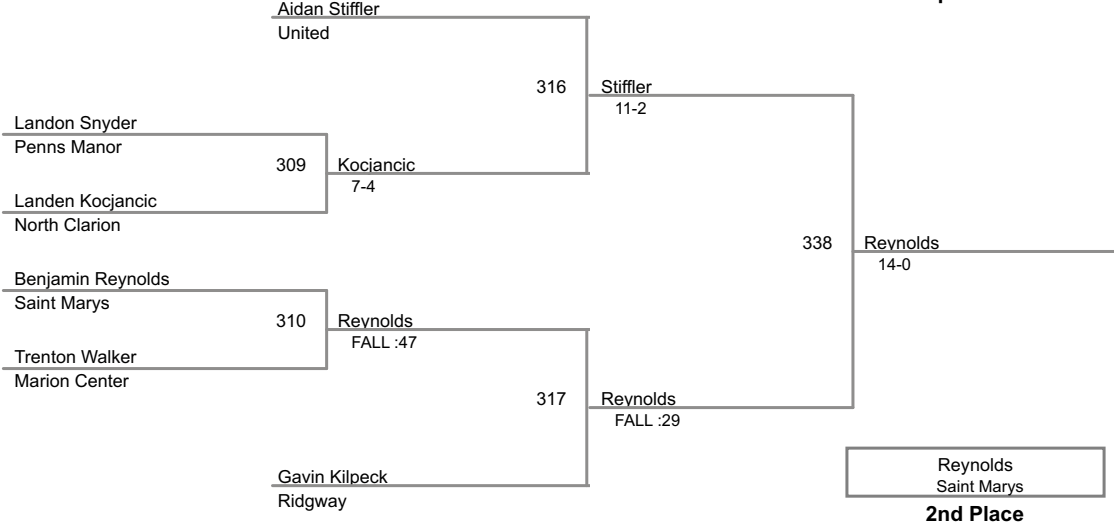 Aidan Stiffler
United
316
Stiffler
11-2
Landon Snyder
Penns Manor
309
Kocjancic
7-4
Landen Kocjancic
North Clarion
338
Reynolds
14-0
Benjamin Reynolds
Saint Marys
310
Reynolds
FALL :47
Trenton Walker
Marion Center
317
Reynolds
FALL :29
Gavin Kilpeck
Ridgway
Reynolds
Saint Marys
2nd Place